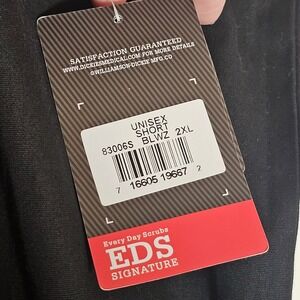 SATISFACTION GUARANTEED
WWW.DICKIESMEDICAL.COM FOR MORE DETAILS
©WILLIAMSON-DICKIE MFG.CO
UNISEX
SHORT
83006S BLWZ 2XL
7 16605 19667 2
Every Day Scrubs
EDS
SIGNATURE